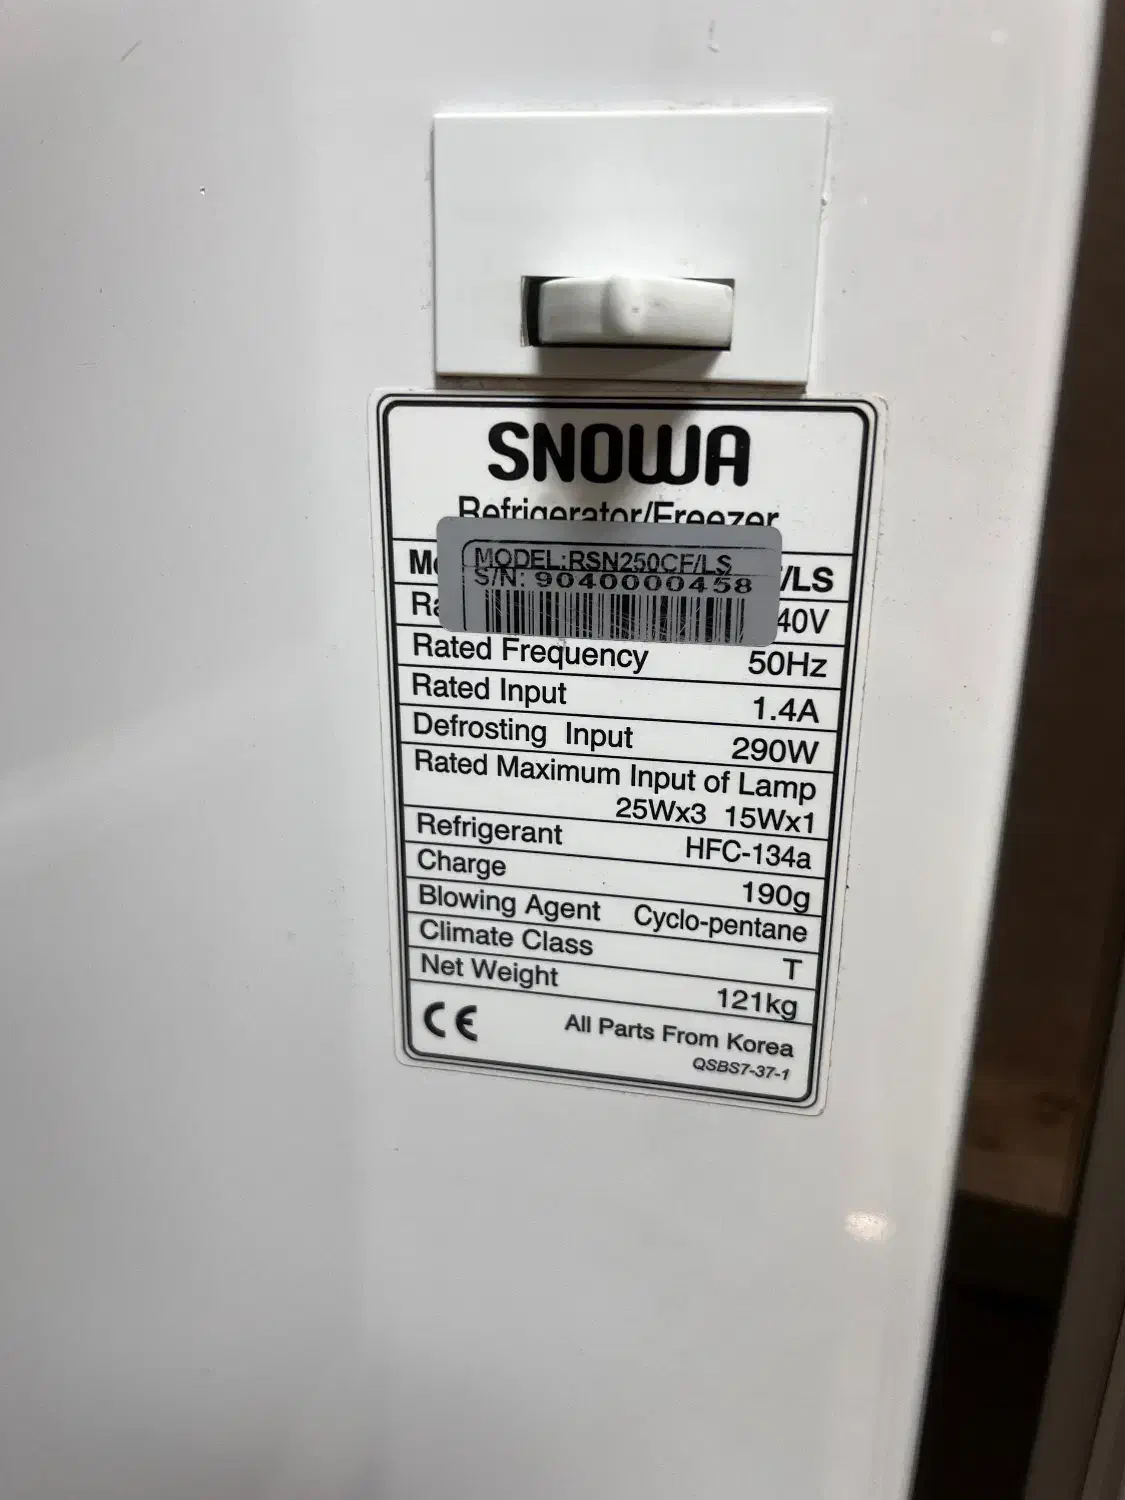 SNOWA
Refrigerator/Freezer
MODEL:RSN250CF/LS
/LS
S/N: 9040000458
40V
Rated Frequency 50Hz
Rated Input 1.4A
Defrosting Input 290W
Rated Maximum Input of Lamp
25Wx3 15Wx1
Refrigerant HFC-134a
Charge 190g
Blowing Agent Cyclo-pentane
Climate Class T
Net Weight 121kg
CE All Parts From Korea
QSBS7-37-1